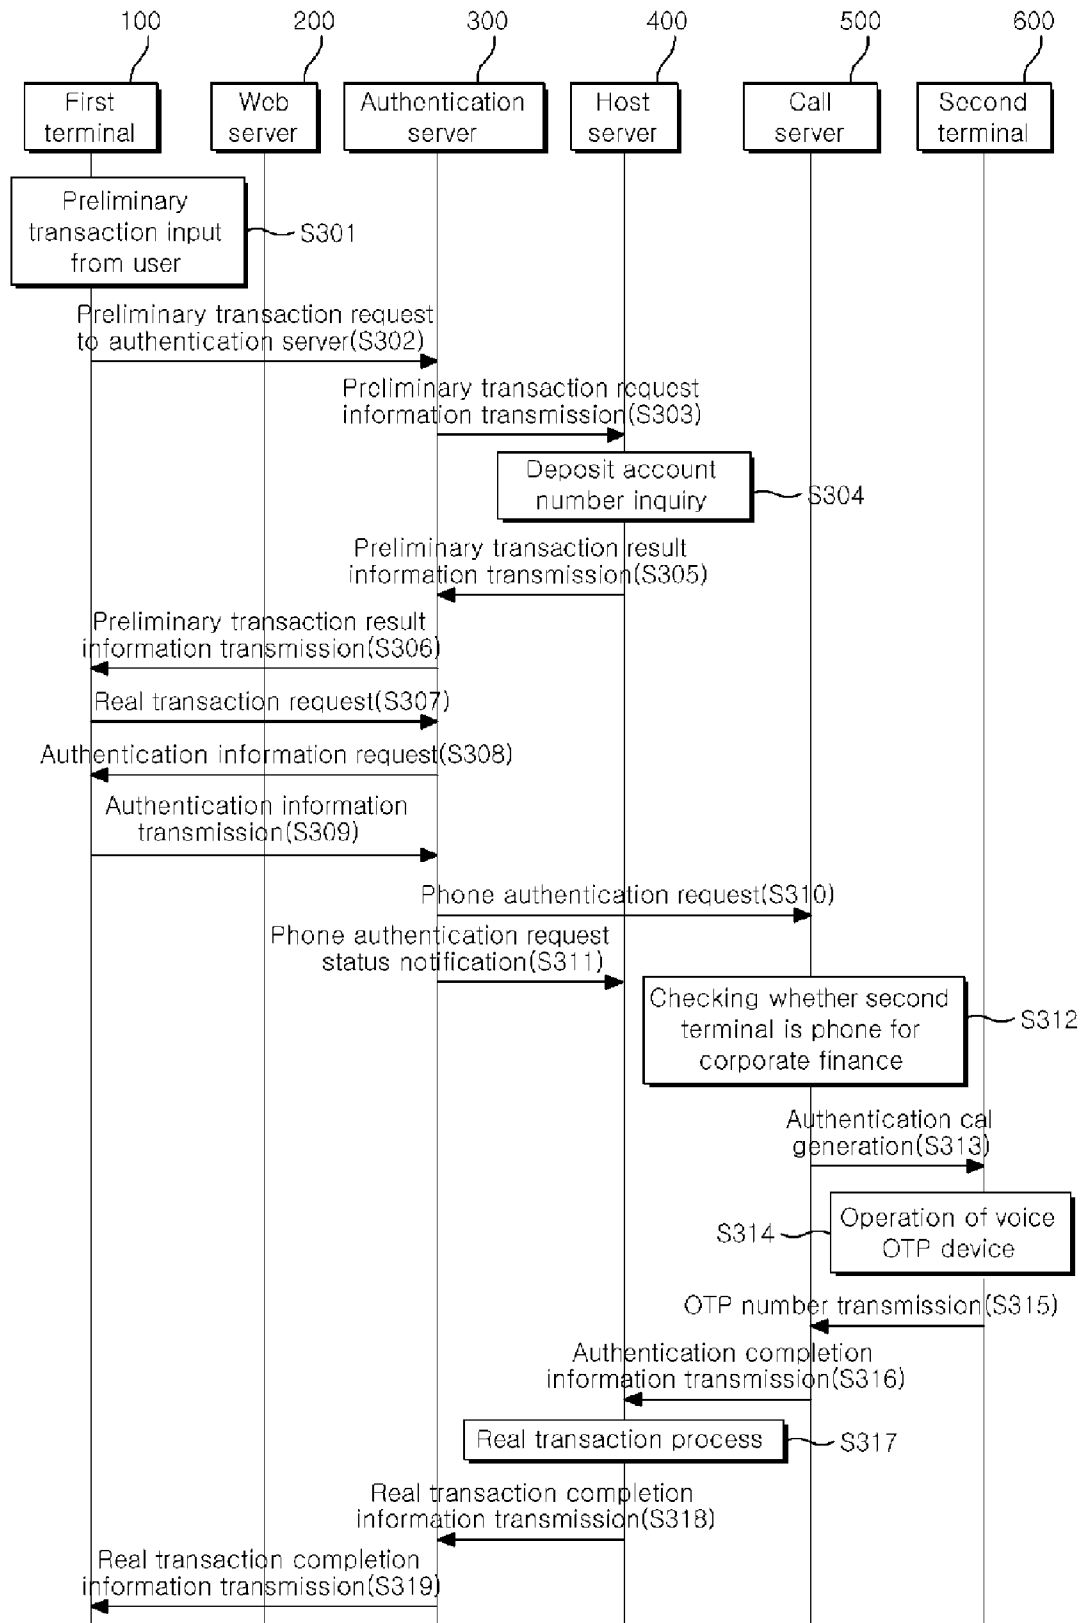 100 200 300 400 500 600
First terminal
Web server
Authentication server
Host server
Call server
Second terminal
Preliminary
transaction input
from user
S301
Preliminary transaction request
to authentication server(S302)
Preliminary transaction request
information transmission(S303)
Deposit account
number inquiry
S304
Preliminary transaction result
information transmission(S305)
Preliminary transaction result
information transmission(S306)
Real transaction request(S307)
Authentication information request(S308)
Authentication information
transmission(S309)
Phone authentication request(S310)
Phone authentication request
status notification(S311)
Checking whether second
terminal is phone for
corporate finance
S312
Authentication cal
generation(S313)
S314
Operation of voice
OTP device
OTP number transmission(S315)
Authentication completion
information transmission(S316)
Real transaction process
S317
Real transaction completion
information transmission(S318)
Real transaction completion
information transmission(S319)